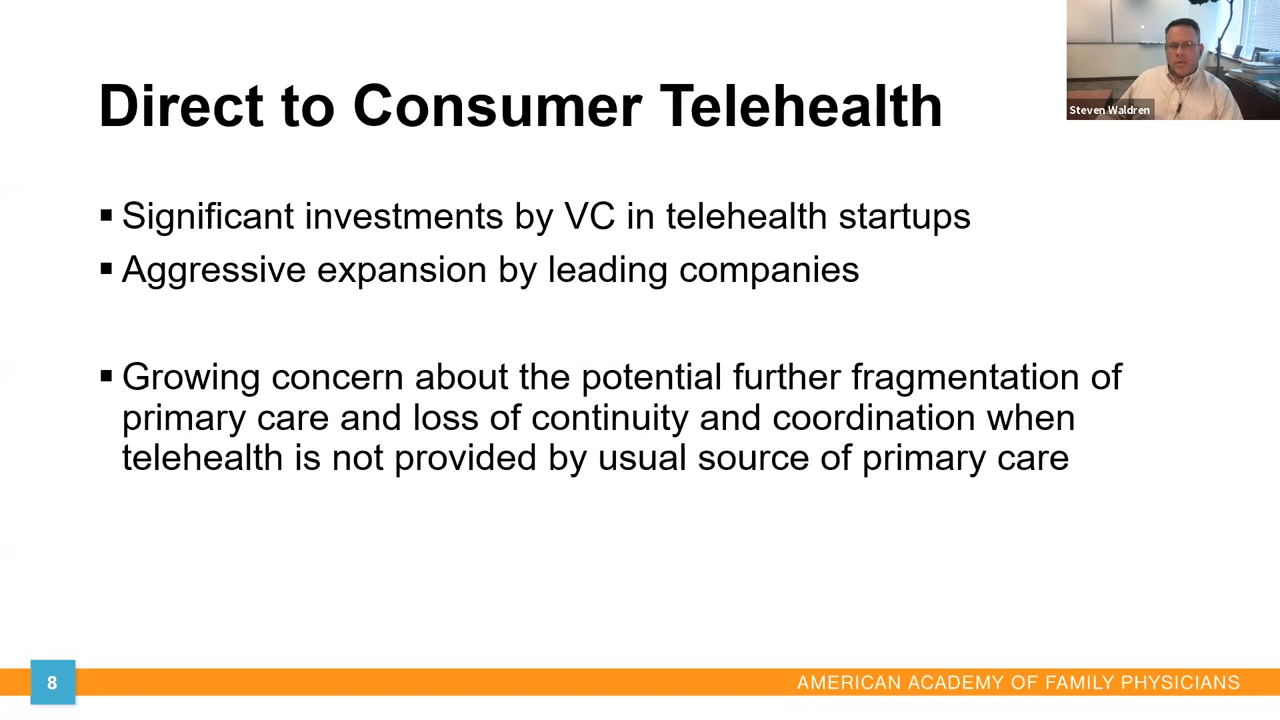 Direct to Consumer Telehealth
Steven Waldren
▪ Significant investments by VC in telehealth startups
▪ Aggressive expansion by leading companies
▪ Growing concern about the potential further fragmentation of
primary care and loss of continuity and coordination when
telehealth is not provided by usual source of primary care
8
AMERICAN ACADEMY OF FAMILY PHYSICIANS